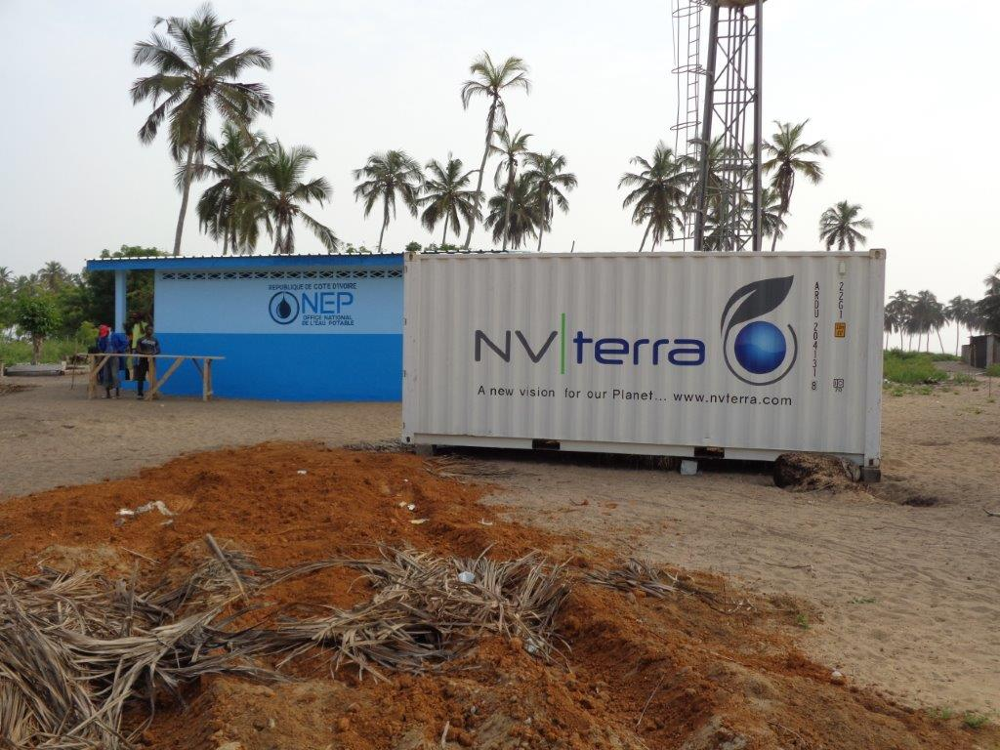 REPUBLIQUE DE COTE D'IVOIRE
ONEP
OFFICE NATIONAL
DE L'EAU POTABLE
NV|terra
A new vision for our Planet... www.nvterra.com
ARDU 204131 8
22G1